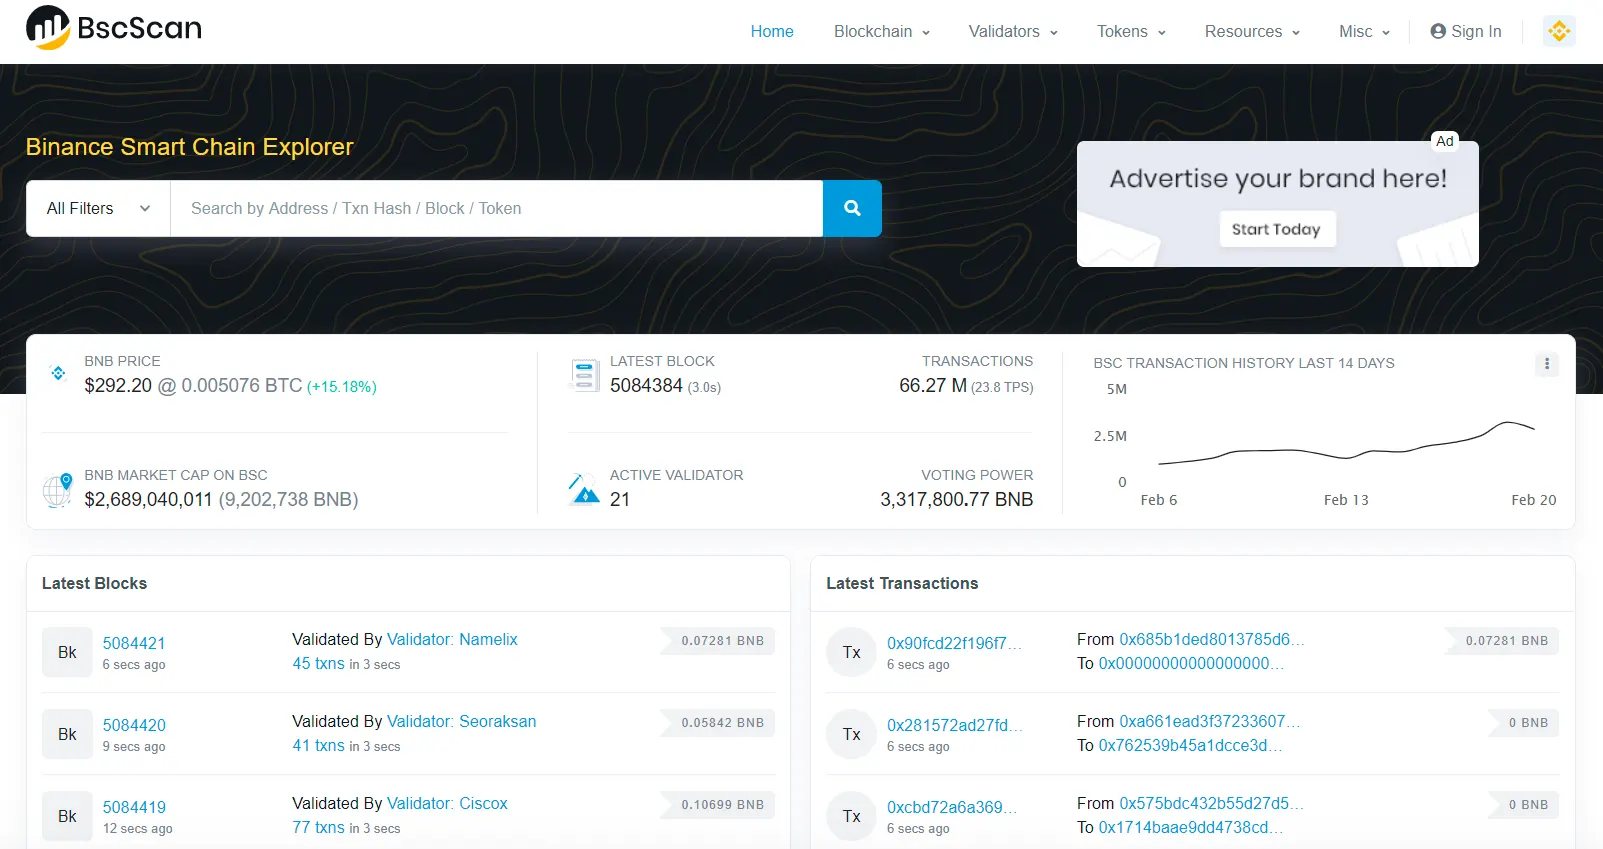 BscScan
Home
Blockchain
Validators
Tokens
Resources
Misc
Sign In
Binance Smart Chain Explorer
All Filters
Search by Address / Txn Hash / Block / Token
Ad
Advertise your brand here!
Start Today
BNB PRICE
$292.20 @ 0.005076 BTC (+15.18%)
BNB MARKET CAP ON BSC
$2,689,040,011 (9,202,738 BNB)
LATEST BLOCK
5084384 (3.0s)
TRANSACTIONS
66.27 M (23.8 TPS)
ACTIVE VALIDATOR
21
VOTING POWER
3,317,800.77 BNB
BSC TRANSACTION HISTORY LAST 14 DAYS
5M
2.5M
0
Feb 6
Feb 13
Feb 20
Latest Blocks
Bk
5084421
6 secs ago
Validated By Validator: Namelix
45 txns in 3 secs
0.07281 BNB
Bk
5084420
9 secs ago
Validated By Validator: Seoraksan
41 txns in 3 secs
0.05842 BNB
Bk
5084419
12 secs ago
Validated By Validator: Ciscox
77 txns in 3 secs
0.10699 BNB
Latest Transactions
Tx
0x90fcd22f196f7...
6 secs ago
From 0x685b1ded8013785d6...
To 0x00000000000000000...
0.07281 BNB
Tx
0x281572ad27fd...
6 secs ago
From 0xa661ead3f37233607...
To 0x762539b45a1dcce3d...
0 BNB
Tx
0xcbd72a6a369...
6 secs ago
From 0x575bdc432b55d27d5...
To 0x1714baae9dd4738cd...
0 BNB